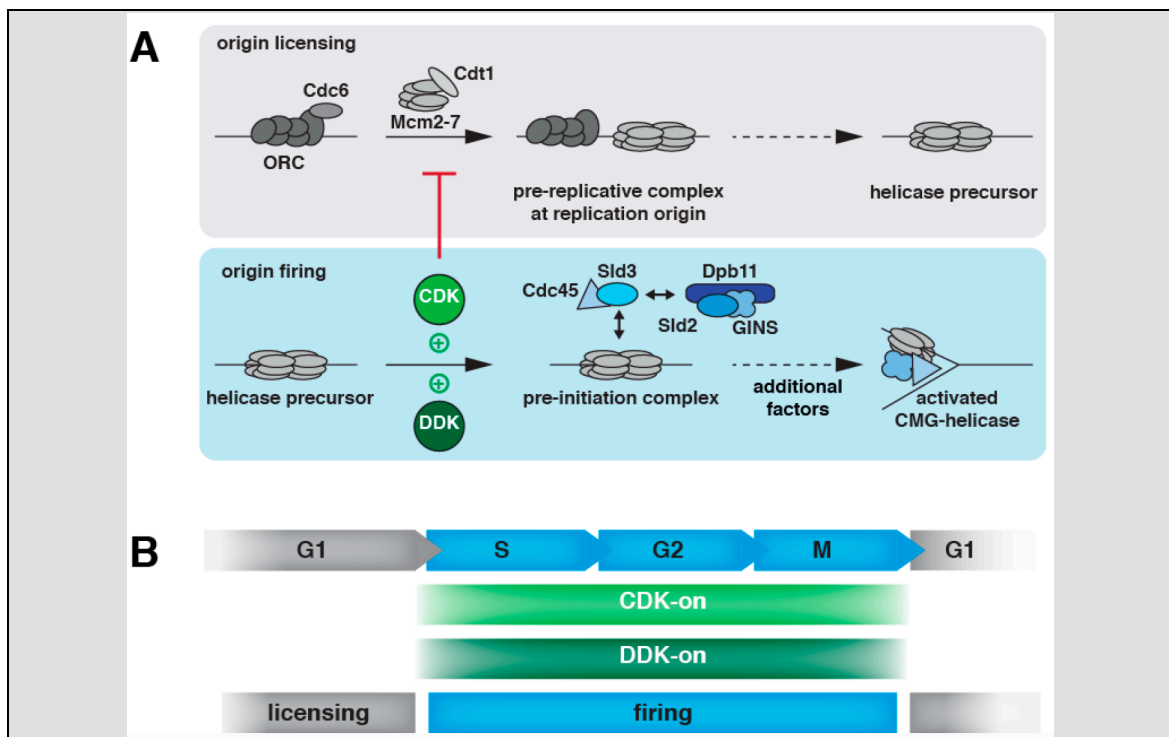 A
origin licensing
Cdc6
Cdt1
Mcm2-7
ORC
pre-replicative complex
at replication origin
helicase precursor
origin firing
CDK
+
+
DDK
Sld3
Dpb11
Cdc45
Sld2
GINS
helicase precursor
pre-initiation complex
additional
factors
activated
CMG-helicase
B
G1
S
G2
M
G1
CDK-on
DDK-on
licensing
firing